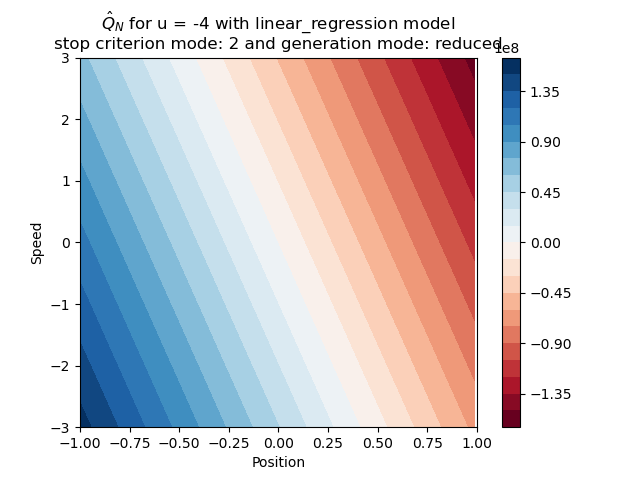 $\hat{Q}_N$ for u = -4 with linear_regression model
stop criterion mode: 2 and generation mode: reduced
1e8
3
2
1
0
−1
−2
−3
Speed
−1.00 −0.75 −0.50 −0.25 0.00 0.25 0.50 0.75 1.00
Position
1.35
0.90
0.45
0.00
−0.45
−0.90
−1.35